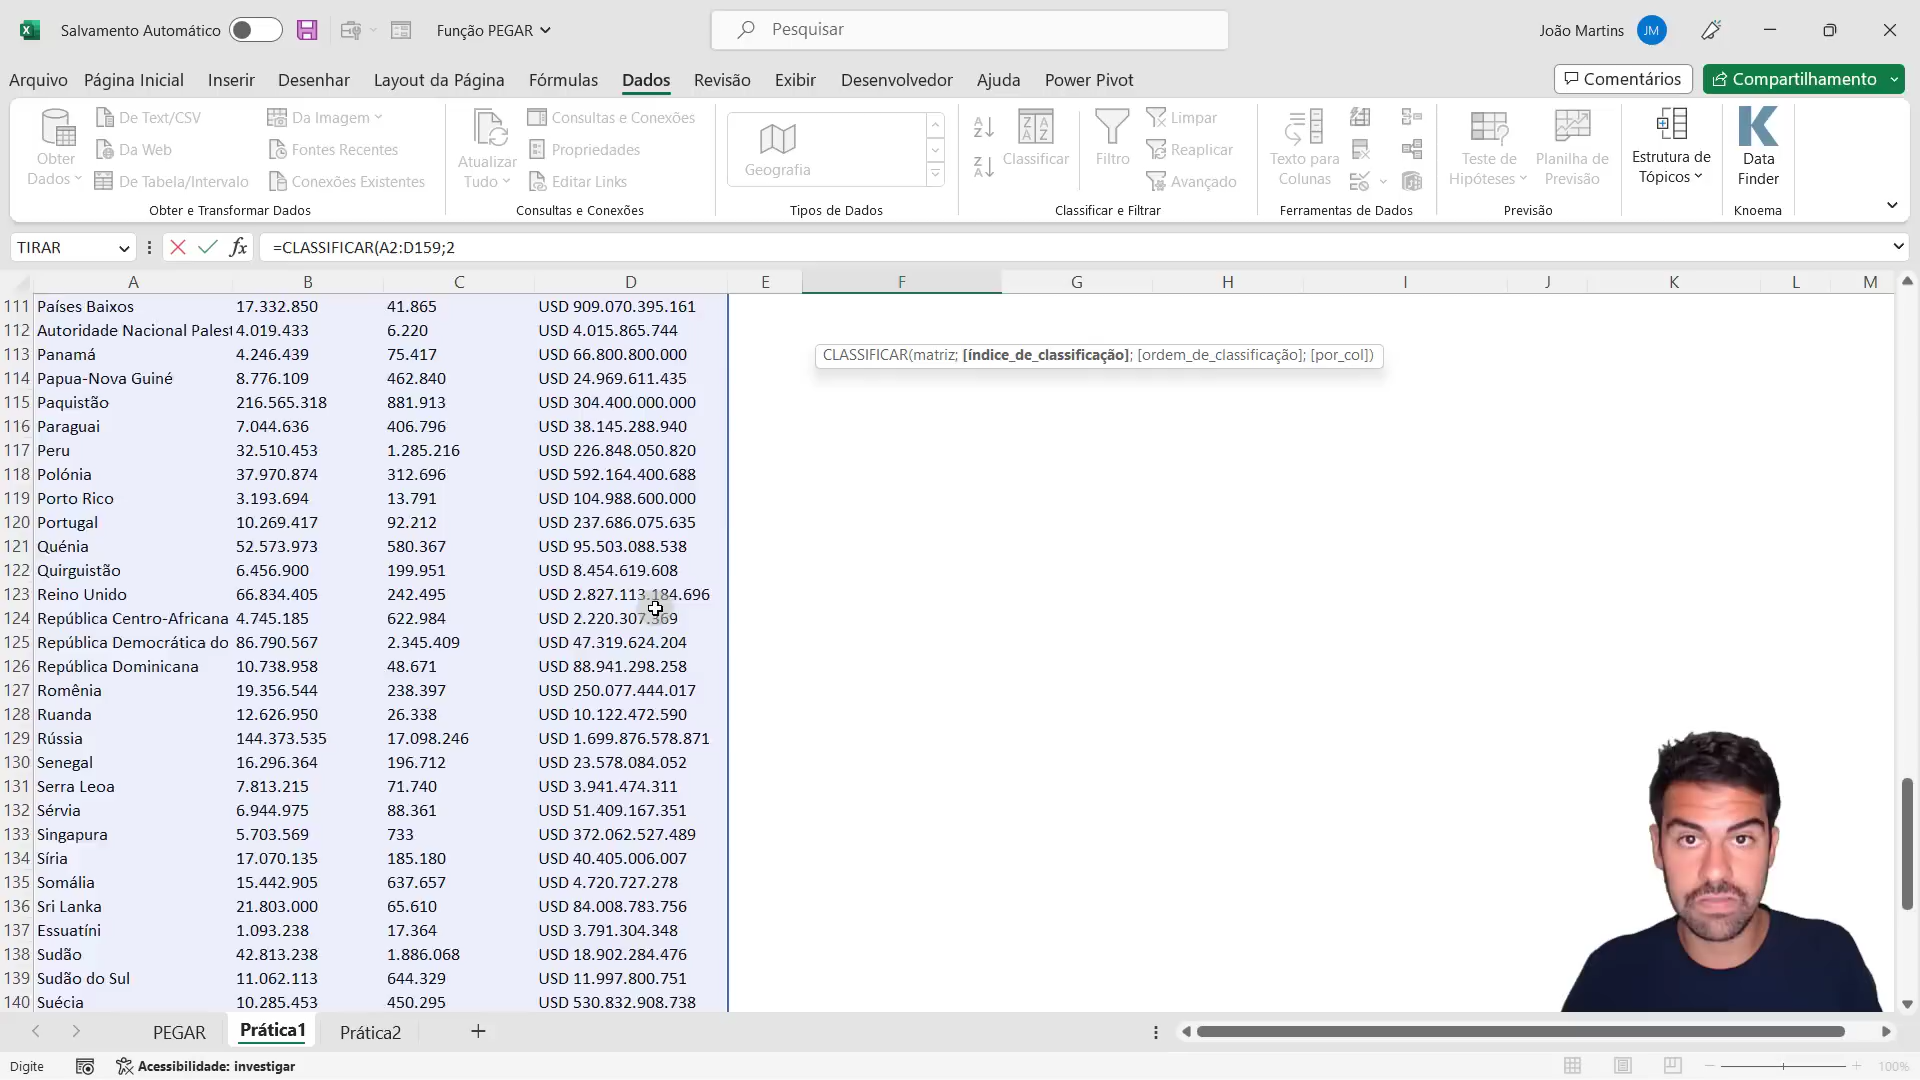 Salvamento Automático
Função PEGAR
Pesquisar
João Martins
JM
Arquivo Página Inicial Inserir Desenhar Layout da Página Fórmulas Dados Revisão Exibir Desenvolvedor Ajuda Power Pivot
Comentários
Compartilhamento
Obter Dados
De Text/CSV
Da Web
De Tabela/Intervalo
Da Imagem
Fontes Recentes
Conexões Existentes
Obter e Transformar Dados
Atualizar Tudo
Consultas e Conexões
Propriedades
Editar Links
Consultas e Conexões
Geografia
Tipos de Dados
Classificar
Filtro
Limpar
Reaplicar
Avançado
Classificar e Filtrar
Texto para Colunas
Ferramentas de Dados
Teste de Hipóteses
Planilha de Previsão
Previsão
Estrutura de Tópicos
Data Finder
Knoema
TIRAR
fx
=CLASSIFICAR(A2:D159;2
A B C D E F G H I J K L M
CLASSIFICAR(matriz; [índice_de_classificação]; [ordem_de_classificação]; [por_col])
111 Países Baixos 17.332.850 41.865 USD 909.070.395.161
112 Autoridade Nacional Palest 4.019.433 6.220 USD 4.015.865.744
113 Panamá 4.246.439 75.417 USD 66.800.800.000
114 Papua-Nova Guiné 8.776.109 462.840 USD 24.969.611.435
115 Paquistão 216.565.318 881.913 USD 304.400.000.000
116 Paraguai 7.044.636 406.796 USD 38.145.288.940
117 Peru 32.510.453 1.285.216 USD 226.848.050.820
118 Polónia 37.970.874 312.696 USD 592.164.400.688
119 Porto Rico 3.193.694 13.791 USD 104.988.600.000
120 Portugal 10.269.417 92.212 USD 237.686.075.635
121 Quénia 52.573.973 580.367 USD 95.503.088.538
122 Quirguistão 6.456.900 199.951 USD 8.454.619.608
123 Reino Unido 66.834.405 242.495 USD 2.827.113.184.696
124 República Centro-Africana 4.745.185 622.984 USD 2.220.307.369
125 República Democrática do 86.790.567 2.345.409 USD 47.319.624.204
126 República Dominicana 10.738.958 48.671 USD 88.941.298.258
127 Romênia 19.356.544 238.397 USD 250.077.444.017
128 Ruanda 12.626.950 26.338 USD 10.122.472.590
129 Rússia 144.373.535 17.098.246 USD 1.699.876.578.871
130 Senegal 16.296.364 196.712 USD 23.578.084.052
131 Serra Leoa 7.813.215 71.740 USD 3.941.474.311
132 Sérvia 6.944.975 88.361 USD 51.409.167.351
133 Singapura 5.703.569 733 USD 372.062.527.489
134 Síria 17.070.135 185.180 USD 40.405.006.007
135 Somália 15.442.905 637.657 USD 4.720.727.278
136 Sri Lanka 21.803.000 65.610 USD 84.008.783.756
137 Essuatíni 1.093.238 17.364 USD 3.791.304.348
138 Sudão 42.813.238 1.886.068 USD 18.902.284.476
139 Sudão do Sul 11.062.113 644.329 USD 11.997.800.751
140 Suécia 10.285.453 450.295 USD 530.832.908.738
PEGAR Prática1 Prática2
Digite
Acessibilidade: investigar
100%